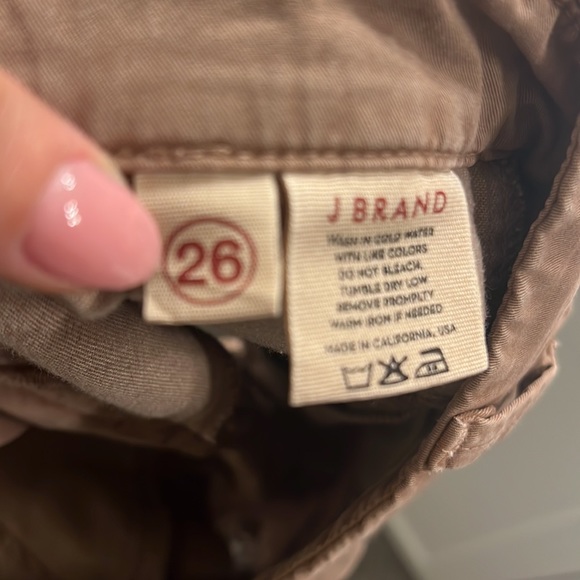 26
J BRAND
WASH IN COLD WATER
WITH LIKE COLORS
DO NOT BLEACH,
TUMBLE DRY LOW
REMOVE PROMPTLY
WARM IRON IF NEEDED
MADE IN CALIFORNIA, USA